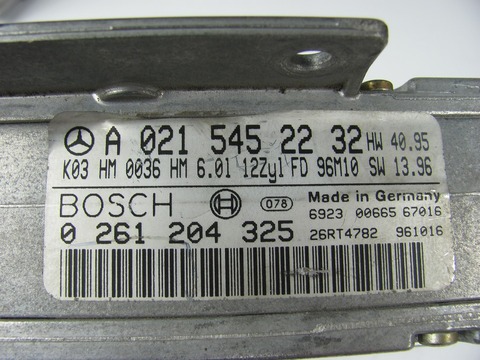 A 021 545 22 32 HW 40.95
K03 HM 0036 HM 6.0l 12Zyl FD 96M10 SW 13.96
BOSCH 078 Made in Germany
6923 00665 67016
0 261 204 325 26RT4782 961016